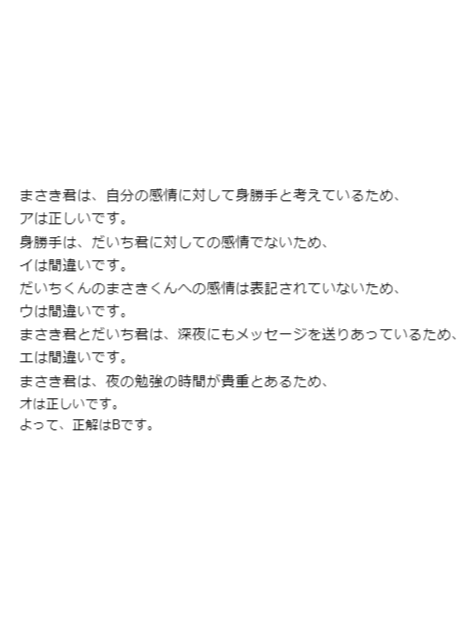 まさき君は、自分の感情に対して身勝手と考えているため、
アは正しいです。
身勝手は、だいち君に対しての感情でないため、
イは間違いです。
だいちくんのまさきくんへの感情は表記されていないため、
ウは間違いです。
まさき君とだいち君は、深夜にもメッセージを送りあっているため、
エは間違いです。
まさき君は、夜の勉強の時間が貴重とあるため、
オは正しいです。
よって、正解はBです。